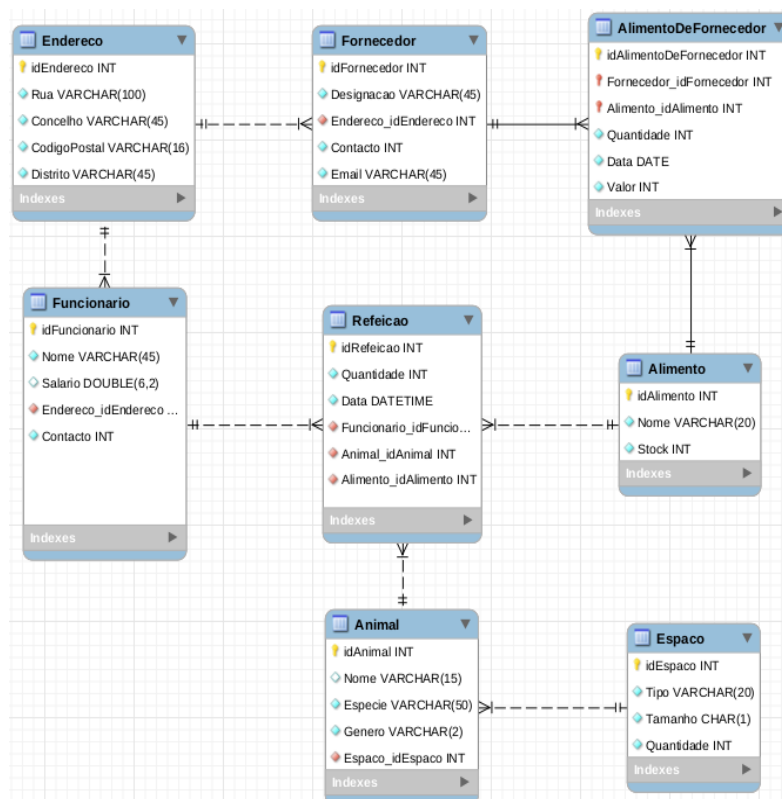 Endereco
idEndereco INT
Rua VARCHAR(100)
Concelho VARCHAR(45)
CodigoPostal VARCHAR(16)
Distrito VARCHAR(45)
Indexes
Fornecedor
idFornecedor INT
Designacao VARCHAR(45)
Endereco_idEndereco INT
Contacto INT
Email VARCHAR(45)
Indexes
AlimentoDeFornecedor
idAlimentoDeFornecedor INT
Fornecedor_idFornecedor INT
Alimento_idAlimento INT
Quantidade INT
Data DATE
Valor INT
Indexes
Funcionario
idFuncionario INT
Nome VARCHAR(45)
Salario DOUBLE(6,2)
Endereco_idEndereco ...
Contacto INT
Indexes
Refeicao
idRefeicao INT
Quantidade INT
Data DATETIME
Funcionario_idFuncio...
Animal_idAnimal INT
Alimento_idAlimento INT
Indexes
Alimento
idAlimento INT
Nome VARCHAR(20)
Stock INT
Indexes
Animal
idAnimal INT
Nome VARCHAR(15)
Especie VARCHAR(50)
Genero VARCHAR(2)
Espaco_idEspaco INT
Indexes
Espaco
idEspaco INT
Tipo VARCHAR(20)
Tamanho CHAR(1)
Quantidade INT
Indexes